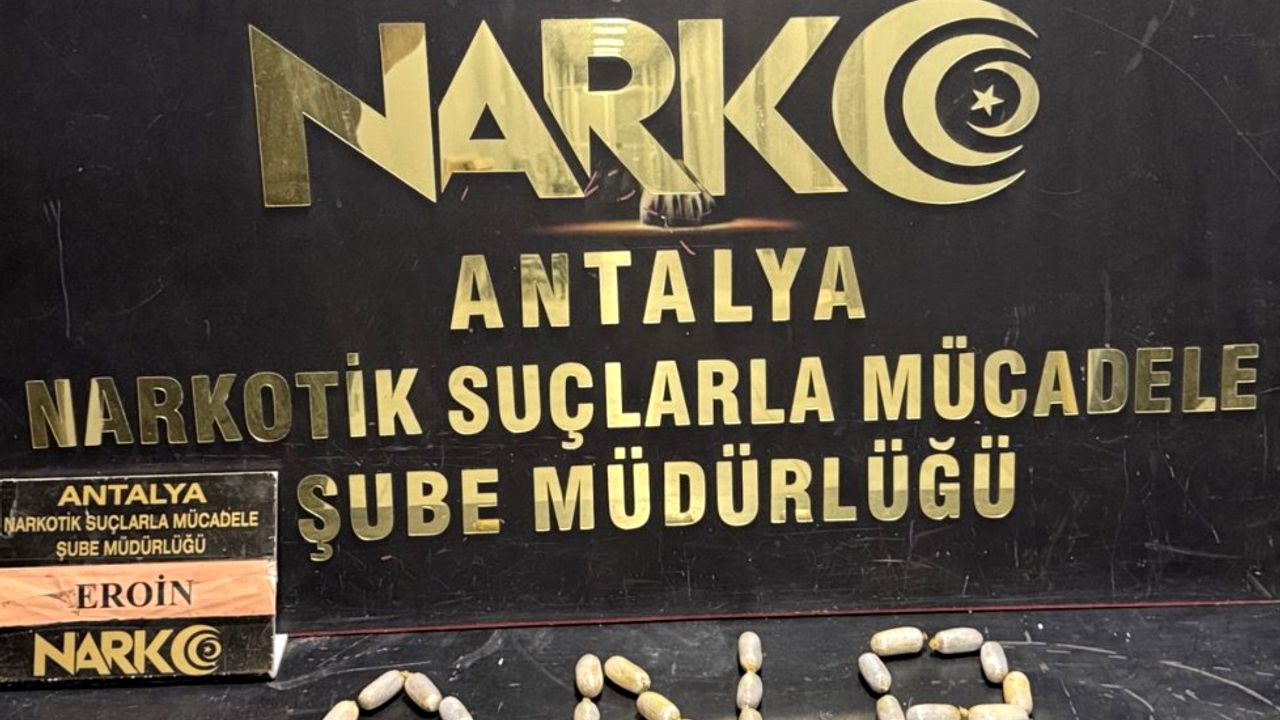 NARKO
ANTALYA
NARKOTİK SUÇLARLA MÜCADELE
ŞUBE MÜDÜRLÜĞÜ
ANTALYA
NARKOTİK SUÇLARLA MÜCADELE
ŞUBE MÜDÜRLÜĞÜ
EROİN
NARKO